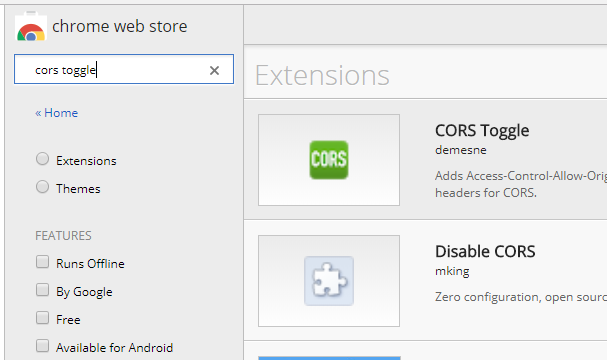 chrome web store
cors toggle
« Home
Extensions
Themes
FEATURES
Runs Offline
By Google
Free
Available for Android
Extensions
CORS
CORS Toggle
demesne
Adds Access-Control-Allow-Orig
headers for CORS.
Disable CORS
mking
Zero configuration, open sourc